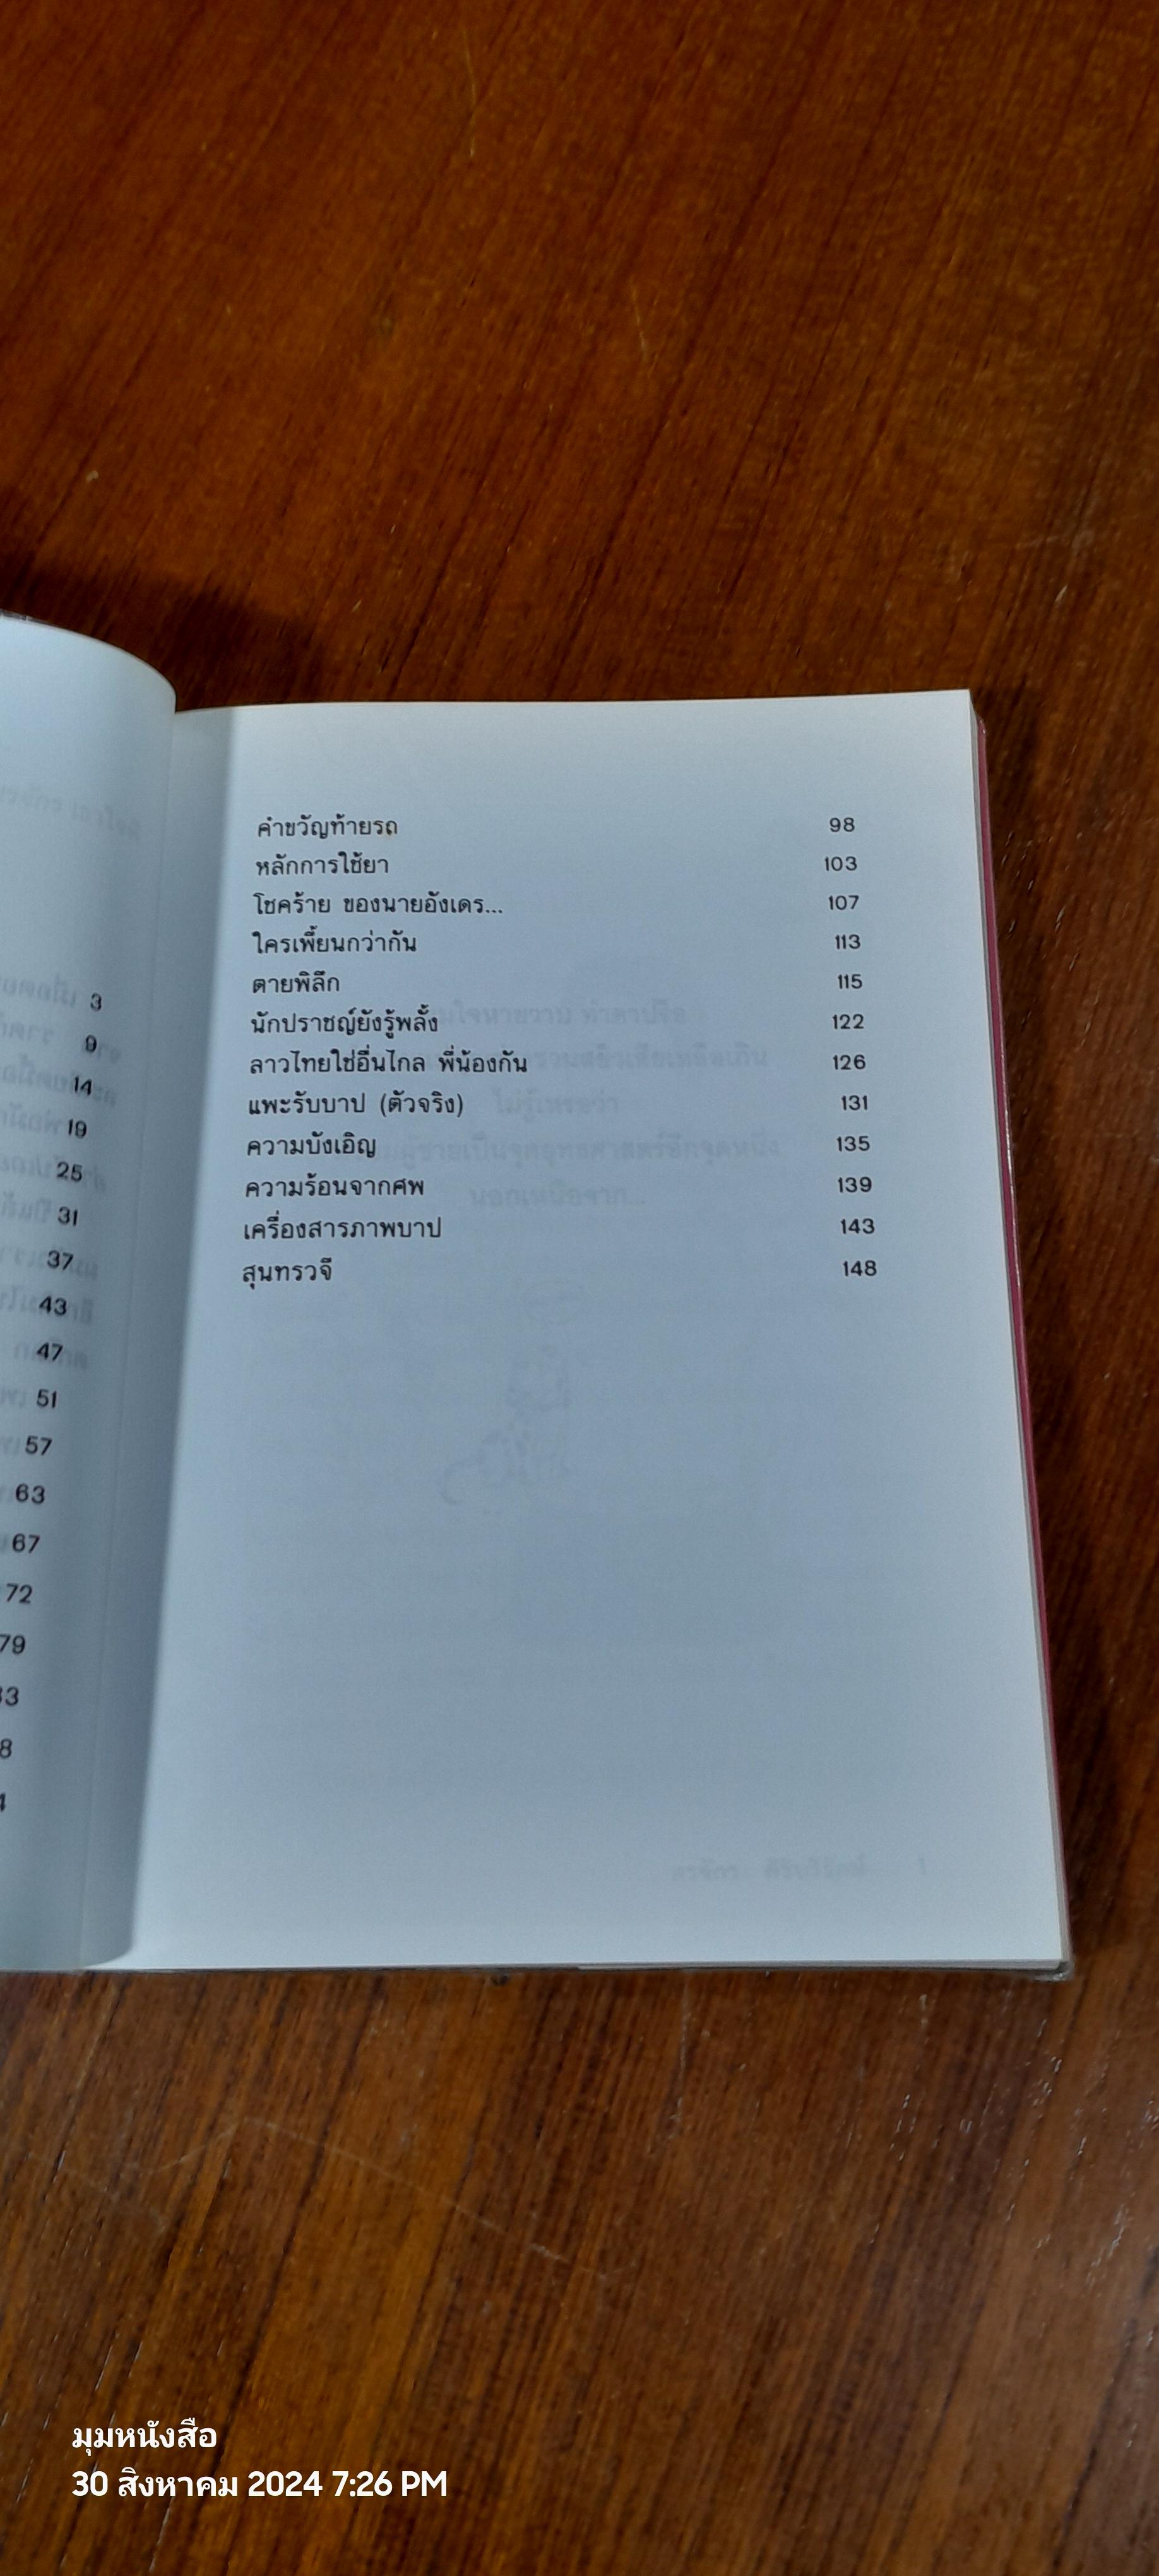 3
9
14
19
25
31
37
43
47
51
57
63
67
72
79
คำขวัญท้ายรถ 98
หลักการใช้ยา 103
โชคร้าย ของนายอังเดร... 107
ใครเพี้ยนกว่ากัน 113
ตายพิลึก 115
นักปราชญ์ยังรู้พลั้ง 122
ลาวไทยใช่อื่นไกล พี่น้องกัน 126
แพะรับบาป (ตัวจริง) 131
ความบังเอิญ 135
ความร้อนจากศพ 139
เครื่องสารภาพบาป 143
สุนทรวจี 148
มุมหนังสือ
30 สิงหาคม 2024 7:26 PM